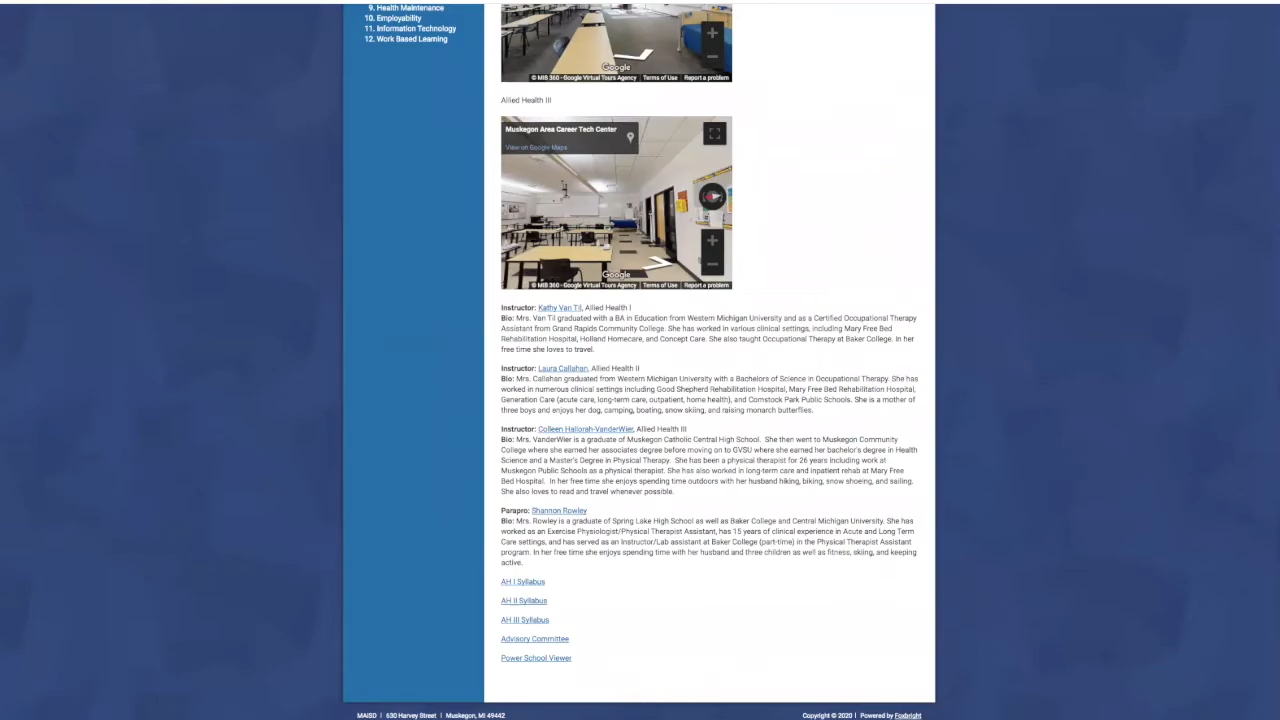 9. Health Maintenance
10. Employability
11. Information Technology
12. Work Based Learning
Google
© MIB 360 - Google Virtual Tours Agency | Terms of Use | Report a problem
Allied Health III
Muskegon Area Career Tech Center
View on Google Maps
Google
© MIB 360 - Google Virtual Tours Agency | Terms of Use | Report a problem
Instructor: Kathy Van Til, Allied Health I
Bio: Mrs. Van Til graduated with a BA in Education from Western Michigan University and as a Certified Occupational Therapy
Assistant from Grand Rapids Community College. She has worked in various clinical settings, including Mary Free Bed
Rehabilitation Hospital, Holland Homecare, and Concept Care. She also taught Occupational Therapy at Baker College. In her
free time she loves to travel.
Instructor: Laura Callahan, Allied Health II
Bio: Mrs. Callahan graduated from Western Michigan University with a Bachelors of Science in Occupational Therapy. She has
worked in numerous clinical settings including Good Shepherd Rehabilitation Hospital, Mary Free Bed Rehabilitation Hospital,
Generation Care (acute care, long-term care, outpatient, home health), and Comstock Park Public Schools. She is a mother of
three boys and enjoys her dog, camping, boating, snow skiing, and raising monarch butterflies.
Instructor: Colleen Hallorah-VanderWier, Allied Health III
Bio: Mrs. VanderWier is a graduate of Muskegon Catholic Central High School. She then went to Muskegon Community
College where she earned her associates degree before moving on to GVSU where she earned her bachelor's degree in Health
Science and a Master's Degree in Physical Therapy. She has been a physical therapist for 26 years including work at
Muskegon Public Schools as a physical therapist. She has also worked in long-term care and inpatient rehab at Mary Free
Bed Hospital. In her free time she enjoys spending time outdoors with her husband hiking, biking, snow shoeing, and sailing.
She also loves to read and travel whenever possible.
Parapro: Shannon Rowley
Bio: Mrs. Rowley is a graduate of Spring Lake High School as well as Baker College and Central Michigan University. She has
worked as an Exercise Physiologist/Physical Therapist Assistant, has 15 years of clinical experience in Acute and Long Term
Care settings, and has served as an Instructor/Lab assistant at Baker College (part-time) in the Physical Therapist Assistant
program. In her free time she enjoys spending time with her husband and three children as well as fitness, skiing, and keeping
active.
AH I Syllabus
AH II Syllabus
AH III Syllabus
Advisory Committee
Power School Viewer
MAISD | 630 Harvey Street | Muskegon, MI 49442
Copyright © 2020 | Powered by Foxbright